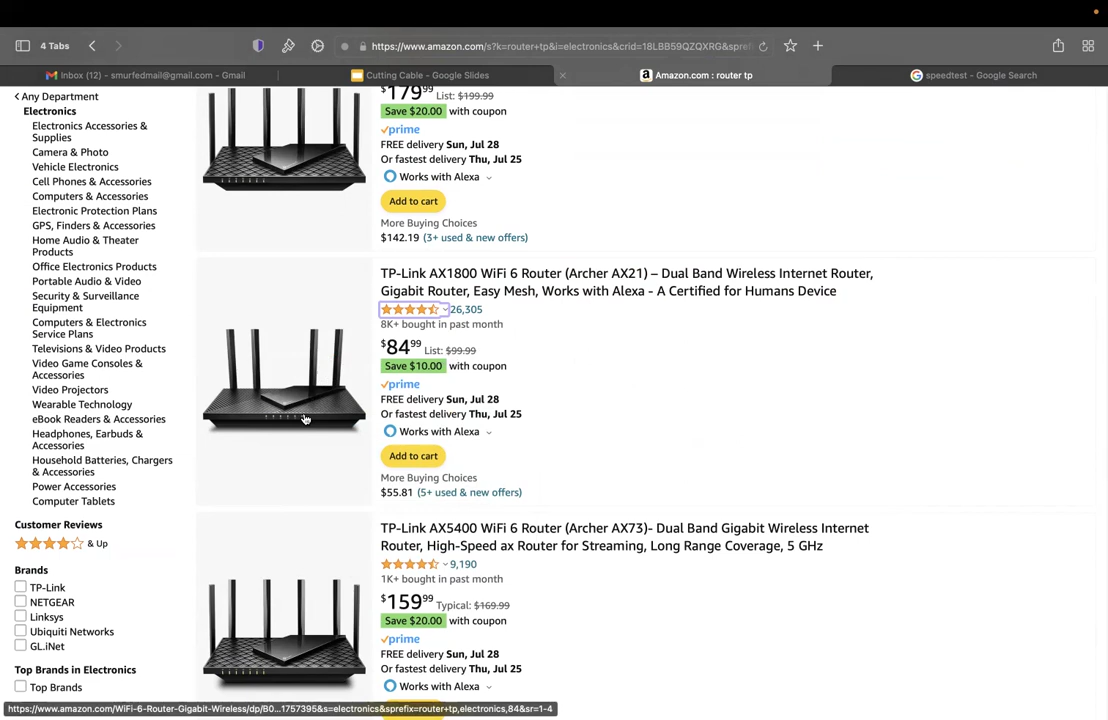 4 Tabs
https://www.amazon.com/s?k=router+tp&i=electronics&crid=18LBB59QZQXRG&sprefi
Inbox (12) - smurfedmail@gmail.com - Gmail
Cutting Cable - Google Slides
a Amazon.com : router tp
G speedtest - Google Search
Any Department
Electronics
Electronics Accessories &
Supplies
Camera & Photo
Vehicle Electronics
Cell Phones & Accessories
Computers & Accessories
Electronic Protection Plans
GPS, Finders & Accessories
Home Audio & Theater
Products
Office Electronics Products
Portable Audio & Video
Security & Surveillance
Equipment
Computers & Electronics
Service Plans
Televisions & Video Products
Video Game Consoles &
Accessories
Video Projectors
Wearable Technology
eBook Readers & Accessories
Headphones, Earbuds &
Accessories
Household Batteries, Chargers
& Accessories
Power Accessories
Computer Tablets
Customer Reviews
& Up
Brands
TP-Link
NETGEAR
Linksys
Ubiquiti Networks
GL.iNet
Top Brands in Electronics
Top Brands
$17999 List: $199.99
Save $20.00 with coupon
prime
FREE delivery Sun, Jul 28
Or fastest delivery Thu, Jul 25
Works with Alexa
Add to cart
More Buying Choices
$142.19 (3+ used & new offers)
TP-Link AX1800 WiFi 6 Router (Archer AX21) – Dual Band Wireless Internet Router,
Gigabit Router, Easy Mesh, Works with Alexa - A Certified for Humans Device
26,305
8K+ bought in past month
$8499 List: $99.99
Save $10.00 with coupon
prime
FREE delivery Sun, Jul 28
Or fastest delivery Thu, Jul 25
Works with Alexa
Add to cart
More Buying Choices
$55.81 (5+ used & new offers)
TP-Link AX5400 WiFi 6 Router (Archer AX73)- Dual Band Gigabit Wireless Internet
Router, High-Speed ax Router for Streaming, Long Range Coverage, 5 GHz
9,190
1K+ bought in past month
$15999 Typical: $169.99
Save $20.00 with coupon
prime
FREE delivery Sun, Jul 28
Or fastest delivery Thu, Jul 25
Works with Alexa
https://www.amazon.com/WiFi-6-Router-Gigabit-Wireless/dp/B0...1757395&s=electronics&sprefix=router+tp,electronics,84&sr=1-4